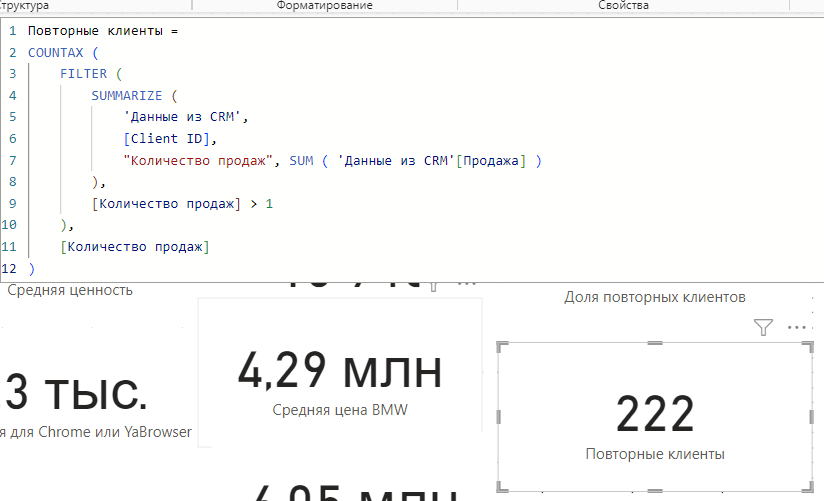 Структура Форматирование Свойства
1 Повторные клиенты =
2 COUNTAX (
3 FILTER (
4 SUMMARIZE (
5 'Данные из CRM',
6 [Client ID],
7 "Количество продаж", SUM ( 'Данные из CRM'[Продажа] )
8 ),
9 [Количество продаж] > 1
10 ),
11 [Количество продаж]
12 )
Средняя ценность
Доля повторных клиентов
3 тыс.
я для Chrome или YaBrowser
4,29 млн
Средняя цена BMW
222
Повторные клиенты